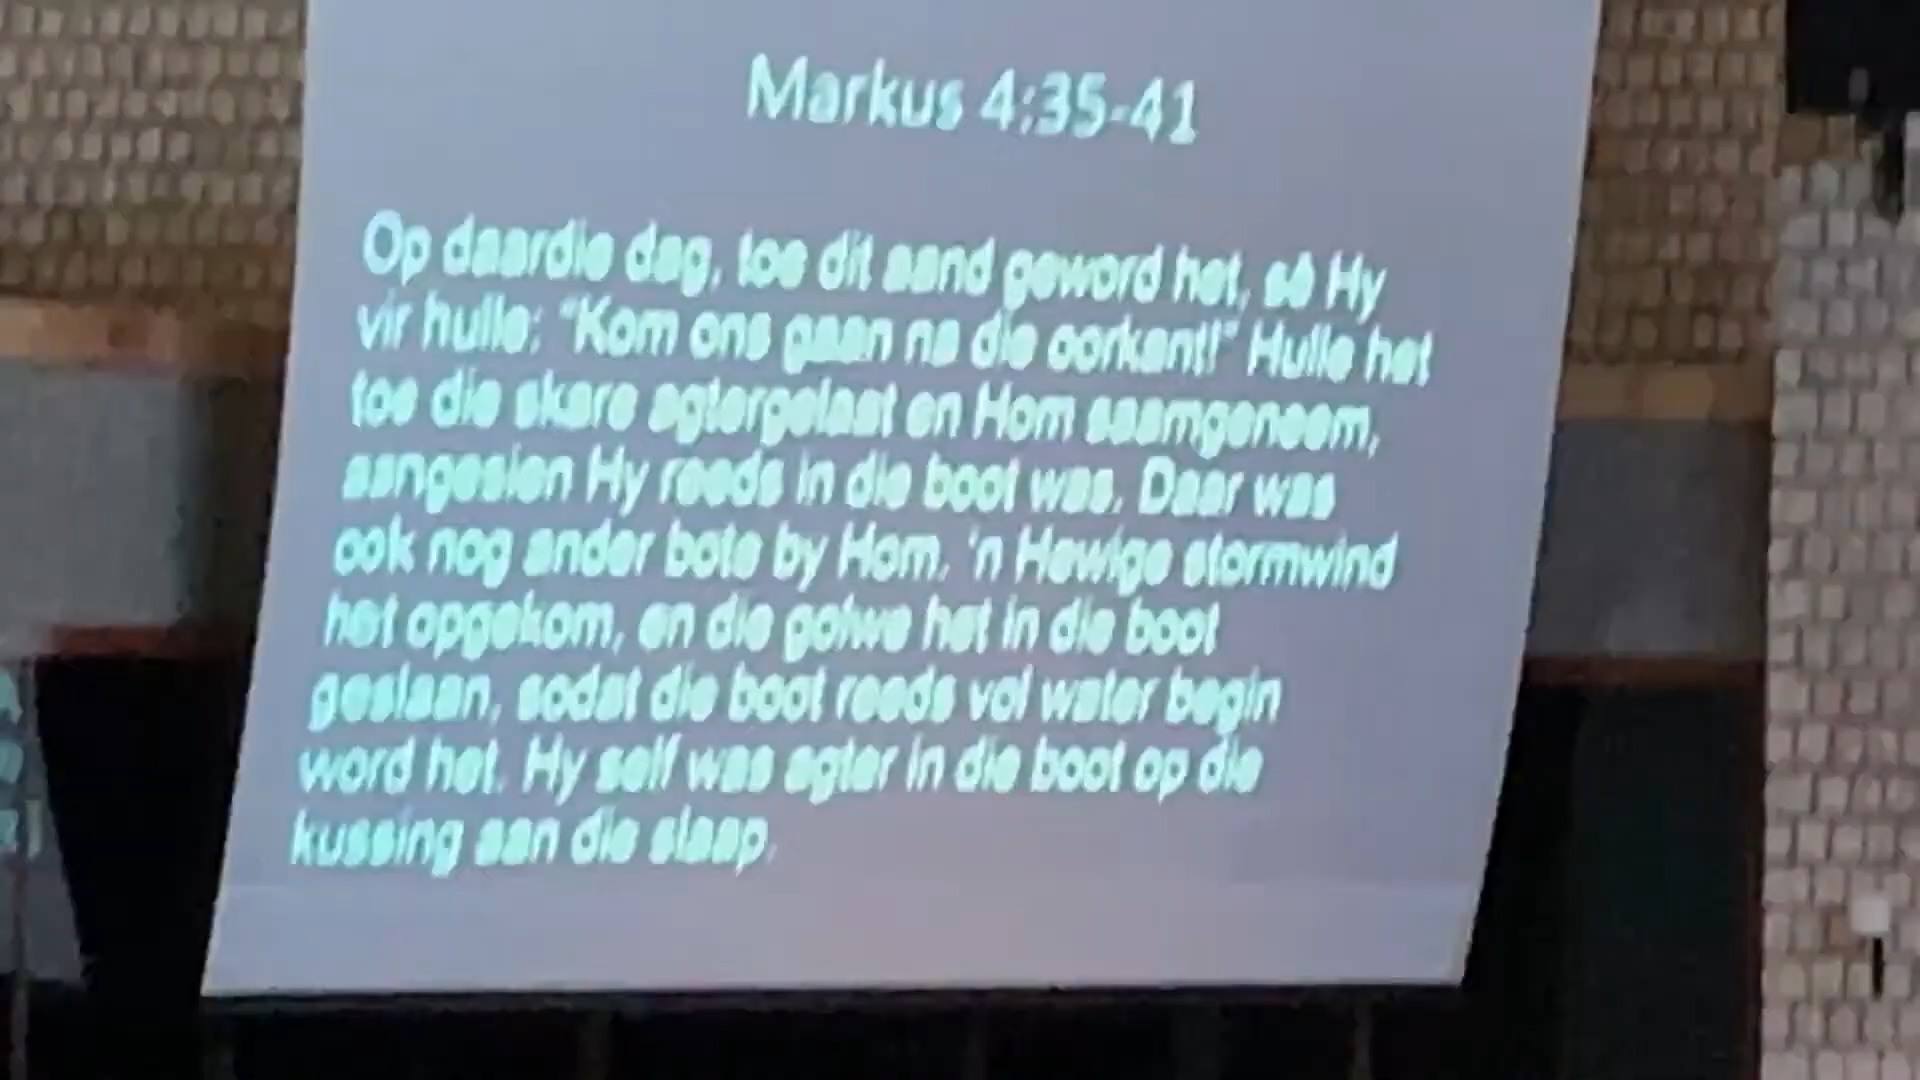 Markus 4:35-41
Op daardie dag, toe dit aand geword het, sê Hy
vir hulle: "Kom ons gaan na die oorkant!" Hulle het
toe die skare agtergelaat en Hom saamgeneem,
aangesien Hy reeds in die boot was. Daar was
ook nog ander bote by Hom. 'n Hewige stormwind
het opgekom, en die golwe het in die boot
geslaan, sodat die boot reeds vol water begin
word het. Hy self was agter in die boot op die
kussing aan die slaap.